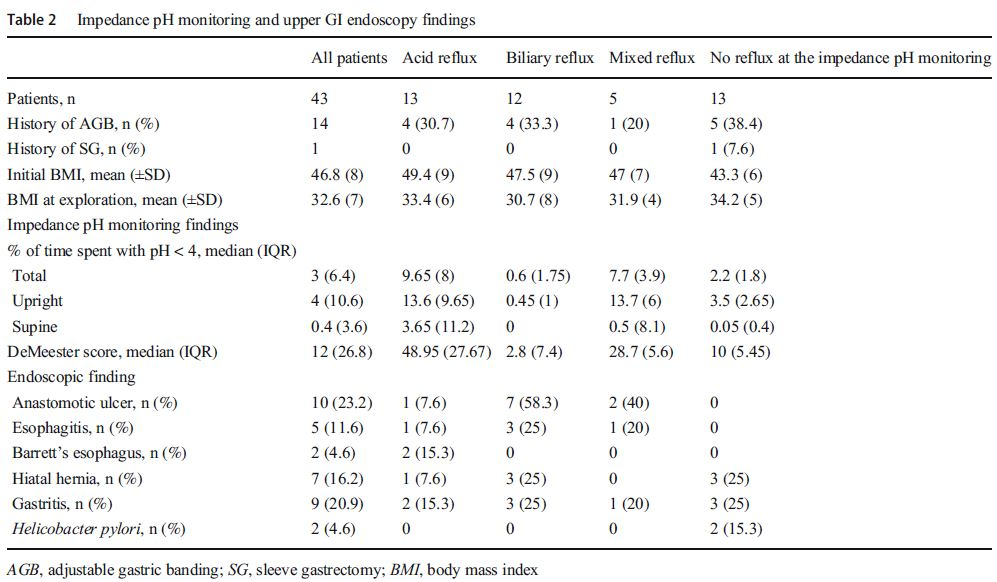 Table 2 Impedance pH monitoring and upper GI endoscopy findings
All patients Acid reflux Biliary reflux Mixed reflux No reflux at the impedance pH monitoring
Patients, n 43 13 12 5 13
History of AGB, n (%) 14 4 (30.7) 4 (33.3) 1 (20) 5 (38.4)
History of SG, n (%) 1 0 0 0 1 (7.6)
Initial BMI, mean (±SD) 46.8 (8) 49.4 (9) 47.5 (9) 47 (7) 43.3 (6)
BMI at exploration, mean (±SD) 32.6 (7) 33.4 (6) 30.7 (8) 31.9 (4) 34.2 (5)
Impedance pH monitoring findings
% of time spent with pH < 4, median (IQR)
Total 3 (6.4) 9.65 (8) 0.6 (1.75) 7.7 (3.9) 2.2 (1.8)
Upright 4 (10.6) 13.6 (9.65) 0.45 (1) 13.7 (6) 3.5 (2.65)
Supine 0.4 (3.6) 3.65 (11.2) 0 0.5 (8.1) 0.05 (0.4)
DeMeester score, median (IQR) 12 (26.8) 48.95 (27.67) 2.8 (7.4) 28.7 (5.6) 10 (5.45)
Endoscopic finding
Anastomotic ulcer, n (%) 10 (23.2) 1 (7.6) 7 (58.3) 2 (40) 0
Esophagitis, n (%) 5 (11.6) 1 (7.6) 3 (25) 1 (20) 0
Barrett's esophagus, n (%) 2 (4.6) 2 (15.3) 0 0 0
Hiatal hernia, n (%) 7 (16.2) 1 (7.6) 3 (25) 0 3 (25)
Gastritis, n (%) 9 (20.9) 2 (15.3) 3 (25) 1 (20) 3 (25)
Helicobacter pylori, n (%) 2 (4.6) 0 0 0 2 (15.3)
AGB, adjustable gastric banding; SG, sleeve gastrectomy; BMI, body mass index